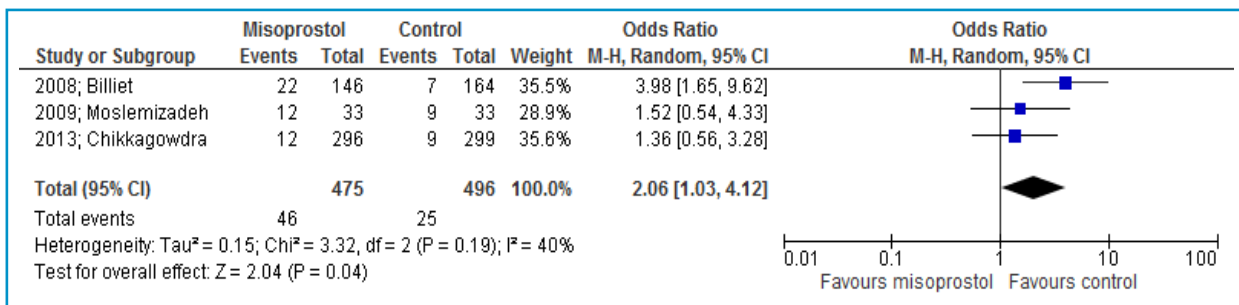 Misoprostol Control Odds Ratio Odds Ratio
Study or Subgroup Events Total Events Total Weight M-H, Random, 95% CI M-H, Random, 95% CI
2008; Billiet 22 146 7 164 35.5% 3.98 [1.65, 9.62]
2009; Moslemizadeh 12 33 9 33 28.9% 1.52 [0.54, 4.33]
2013; Chikkagowdra 12 296 9 299 35.6% 1.36 [0.56, 3.28]
Total (95% CI) 475 496 100.0% 2.06 [1.03, 4.12]
Total events 46 25
Heterogeneity: Tau² = 0.15; Chi² = 3.32, df = 2 (P = 0.19); I² = 40%
Test for overall effect: Z = 2.04 (P = 0.04)
0.01 0.1 1 10 100
Favours misoprostol Favours control